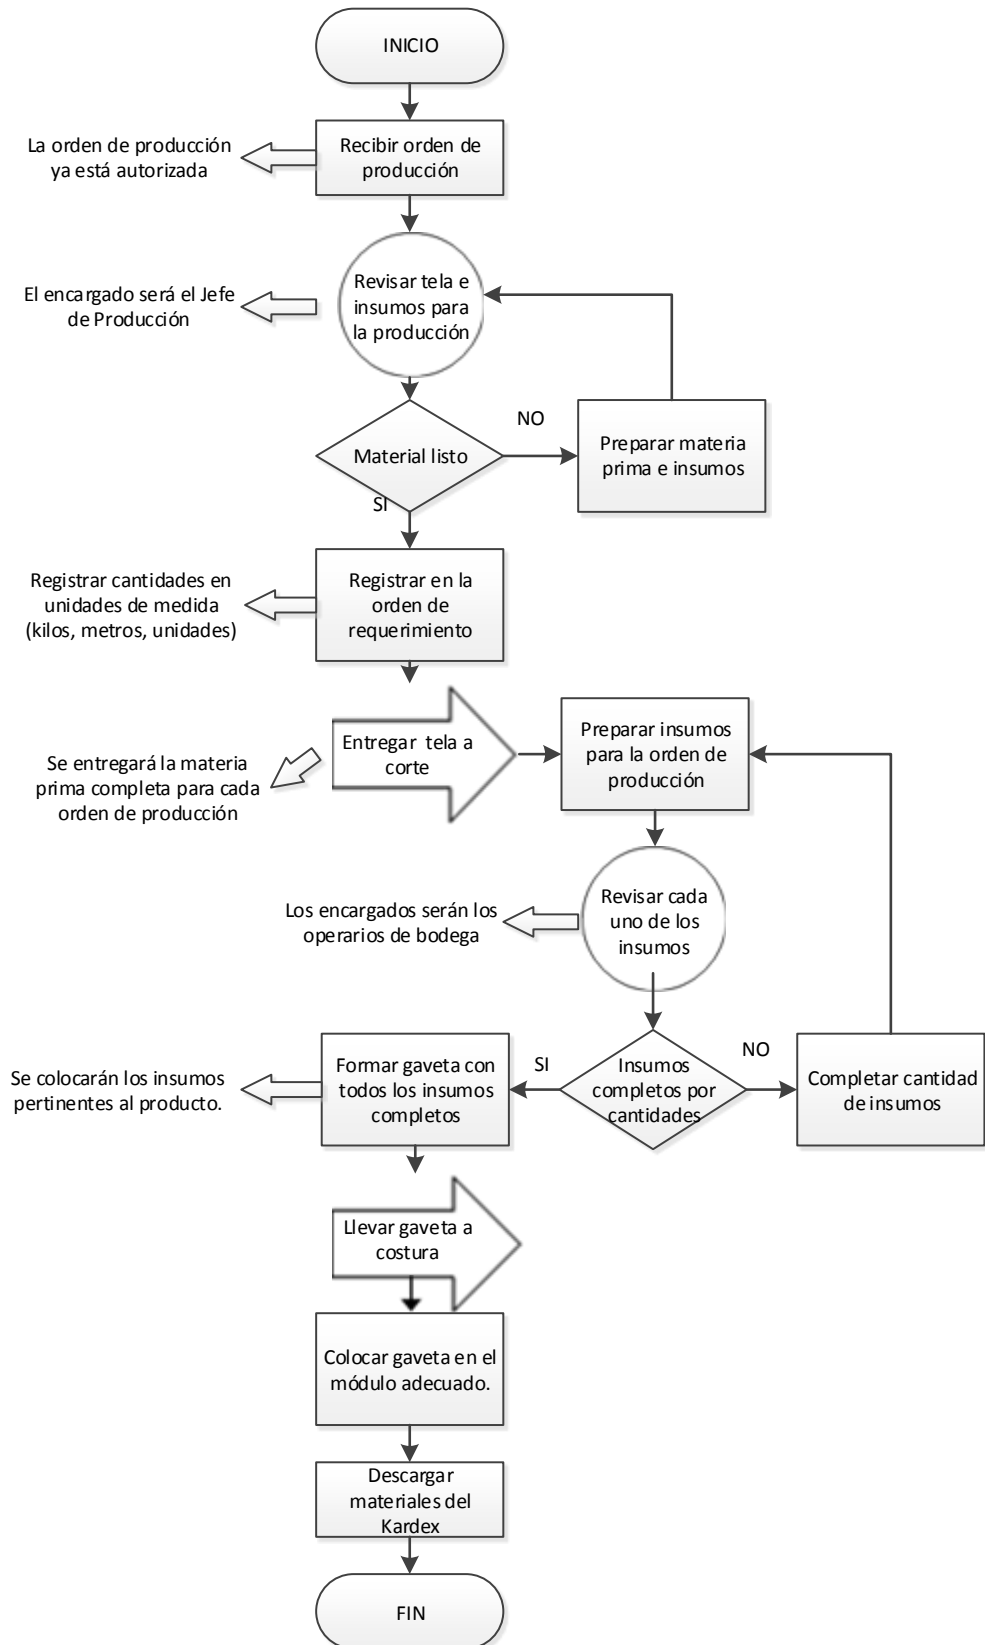 INICIO
La orden de producción
ya está autorizada
Recibir orden de
producción
El encargado será el Jefe
de Producción
Revisar tela e
insumos para
la producción
Material listo
NO
Preparar materia
prima e insumos
SI
Registrar cantidades en
unidades de medida
(kilos, metros, unidades)
Registrar en la
orden de
requerimiento
Se entregará la materia
prima completa para cada
orden de producción
Entregar tela a
corte
Preparar insumos
para la orden de
producción
Los encargados serán los
operarios de bodega
Revisar cada
uno de los
insumos
Se colocarán los insumos
pertinentes al producto.
Formar gaveta con
todos los insumos
completos
SI
Insumos
completos por
cantidades
NO
Completar cantidad
de insumos
Llevar gaveta a
costura
Colocar gaveta en el
módulo adecuado.
Descargar
materiales del
Kardex
FIN